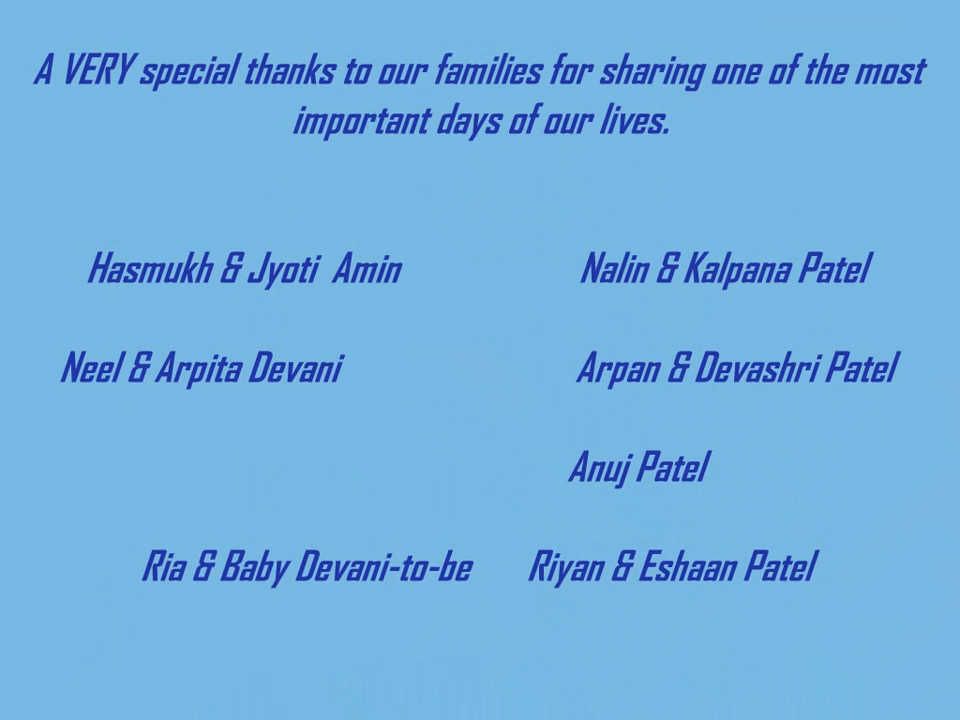 A VERY special thanks to our families for sharing one of the most
important days of our lives.
Hasmukh & Jyoti Amin Nalin & Kalpana Patel
Neel & Arpita Devani Arpan & Devashri Patel
Anuj Patel
Ria & Baby Devani-to-be Riyan & Eshaan Patel